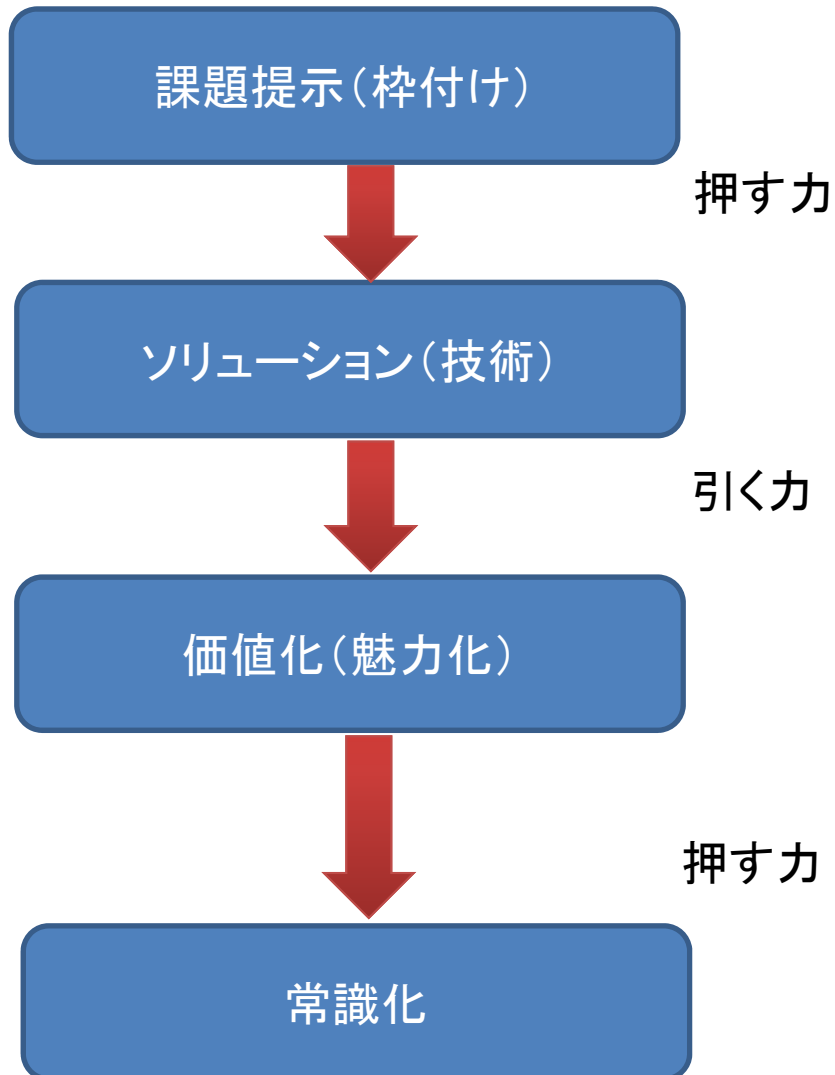 課題提示（枠付け）
押す力
ソリューション（技術）
引く力
価値化（魅力化）
押す力
常識化